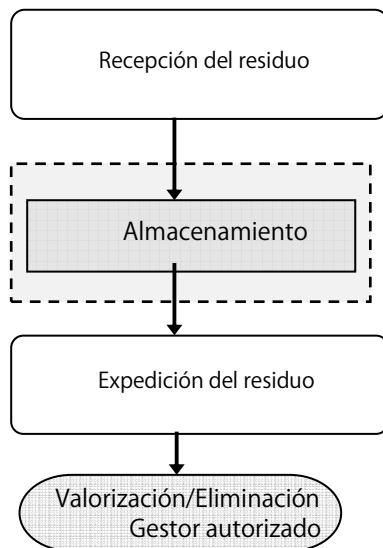 Recepción del residuo
Almacenamiento
Expedición del residuo
Valorización/Eliminación
Gestor autorizado